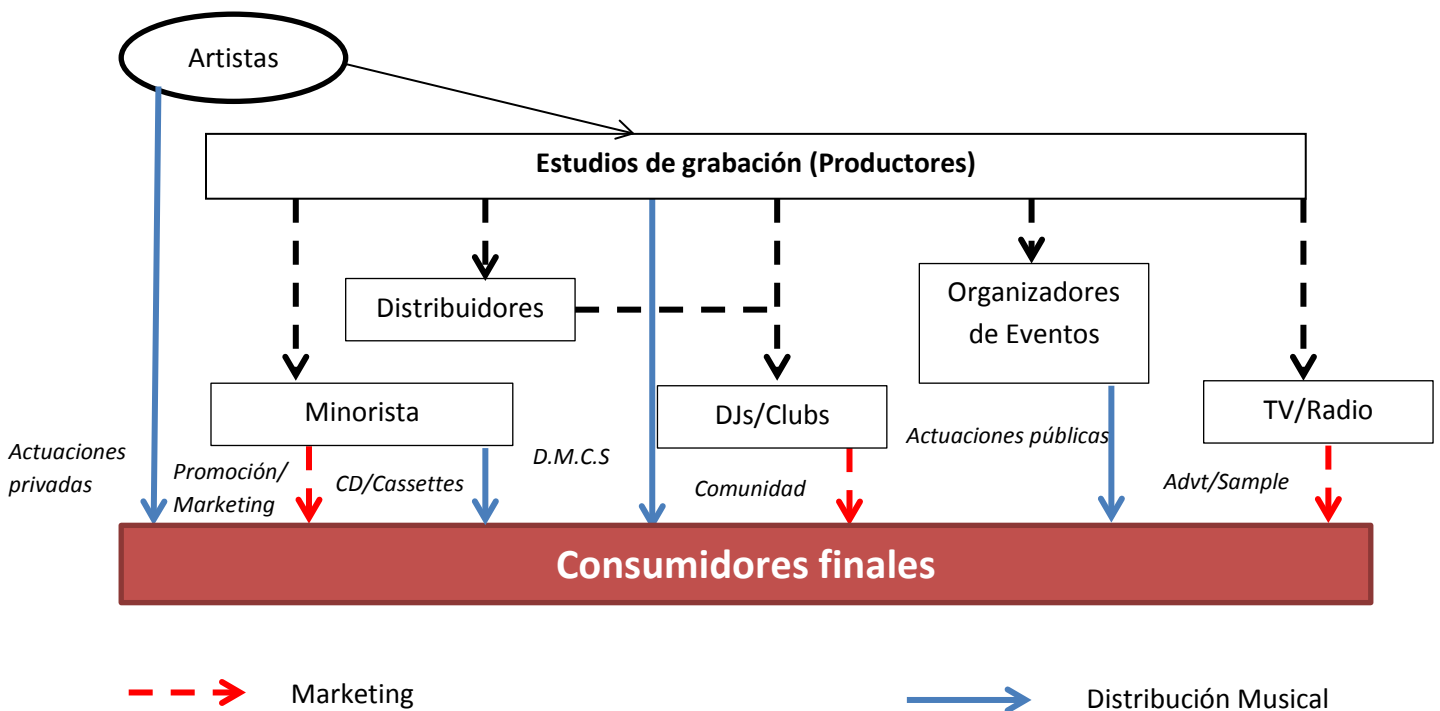 Artistas
Estudios de grabación (Productores)
Distribuidores
Organizadores
de Eventos
Minorista
DJs/Clubs
TV/Radio
Actuaciones
privadas
Promoción/
Marketing
CD/Cassettes
D.M.C.S
Comunidad
Actuaciones públicas
Advt/Sample
Consumidores finales
Marketing
Distribución Musical